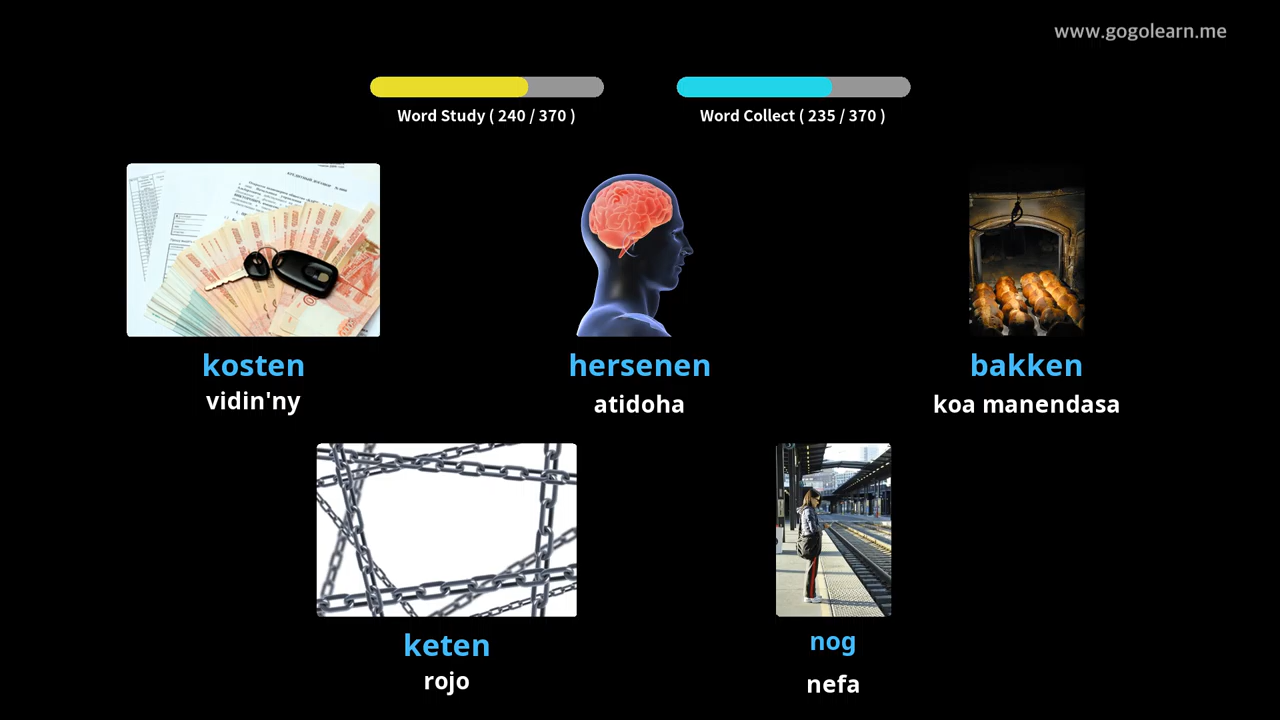 www.gogolearn.me
Word Study ( 240 / 370 )
Word Collect ( 235 / 370 )
kosten
vidin'ny
hersenen
atidoha
bakken
koa manendasa
keten
rojo
nog
nefa